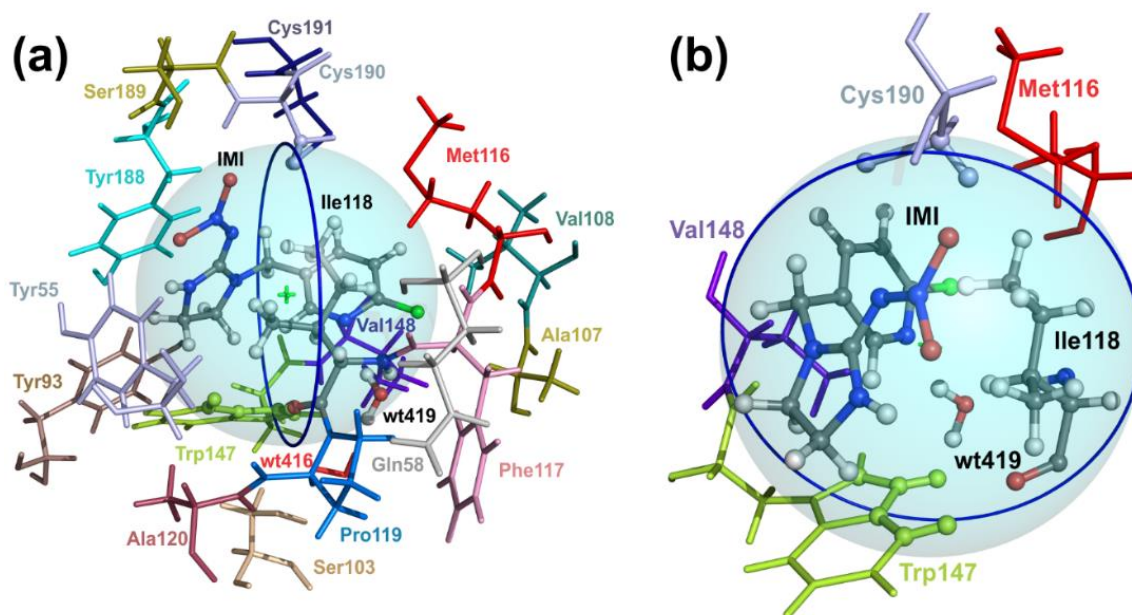 (a)
Cys191
Cys190
Ser189
IMI
Met116
Tyr188
Ile118
Val108
Tyr55
Val148
Ala107
Tyr93
wt419
Trp147
wt416
Gln58
Phe117
Ala120
Pro119
Ser103
(b)
Cys190
Met116
Val148
IMI
Ile118
wt419
Trp147